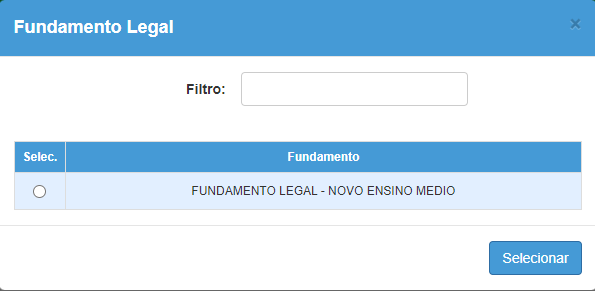 Fundamento Legal
×
Filtro:
Selec. Fundamento
FUNDAMENTO LEGAL - NOVO ENSINO MEDIO
Selecionar